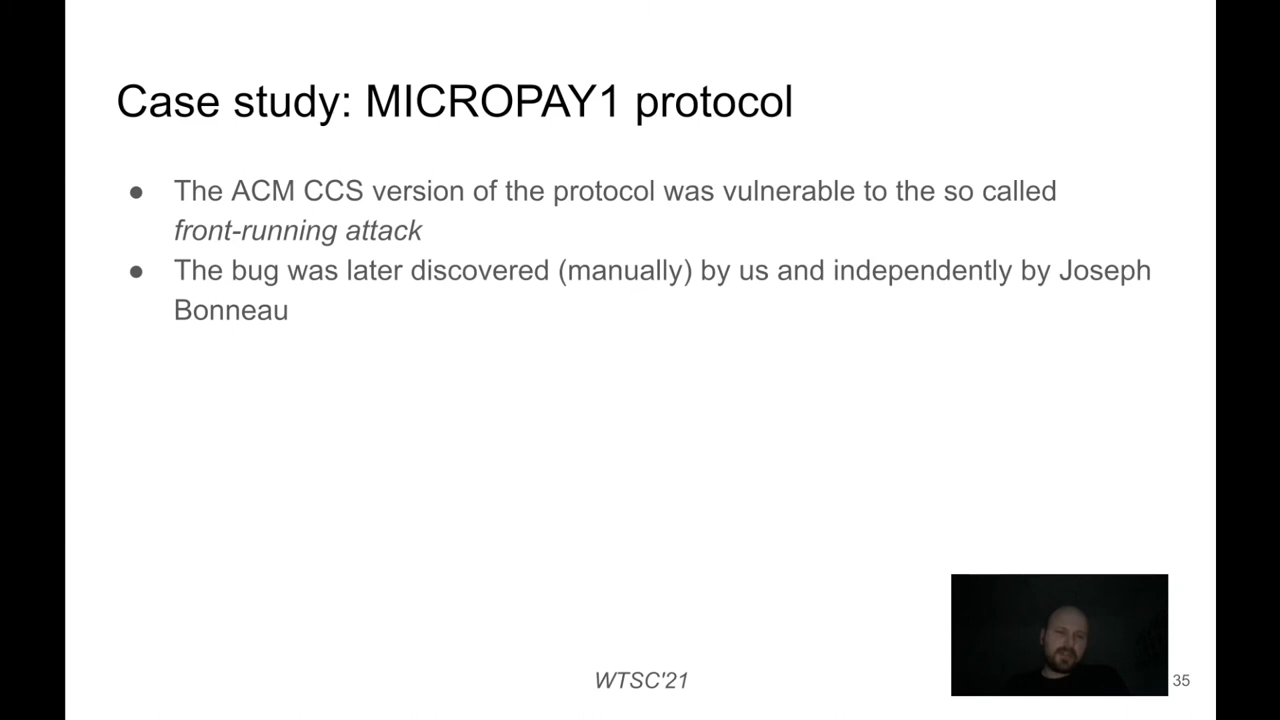 Case study: MICROPAY1 protocol
● The ACM CCS version of the protocol was vulnerable to the so called
front-running attack
● The bug was later discovered (manually) by us and independently by Joseph
Bonneau
WTSC'21
35